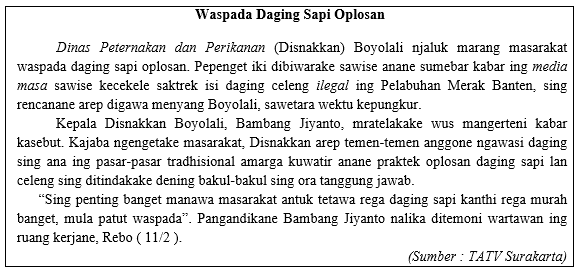 Waspada Daging Sapi Oplosan
Dinas Peternakan dan Perikanan (Disnakkan) Boyolali njaluk marang masarakat
waspada daging sapi oplosan. Pepenget iki dibiwarake sawise anane sumebar kabar ing media
masa sawise kecekele saktrek isi daging celeng ilegal ing Pelabuhan Merak Banten, sing
rencanane arep digawa menyang Boyolali, sawetara wektu kepungkur.
Kepala Disnakkan Boyolali, Bambang Jiyanto, mratelakake wus mangerteni kabar
kasebut. Kajaba ngengetake masarakat, Disnakkan arep temen-temen anggone ngawasi daging
sing ana ing pasar-pasar tradhisional amarga kuwatir anane praktek oplosan daging sapi lan
celeng sing ditindakake dening bakul-bakul sing ora tanggung jawab.
“Sing penting banget manawa masarakat antuk tetawa rega daging sapi kanthi rega murah
banget, mula patut waspada”. Pangandikane Bambang Jiyanto nalika ditemoni wartawan ing
ruang kerjane, Rebo ( 11/2 ).
(Sumber : TATV Surakarta)